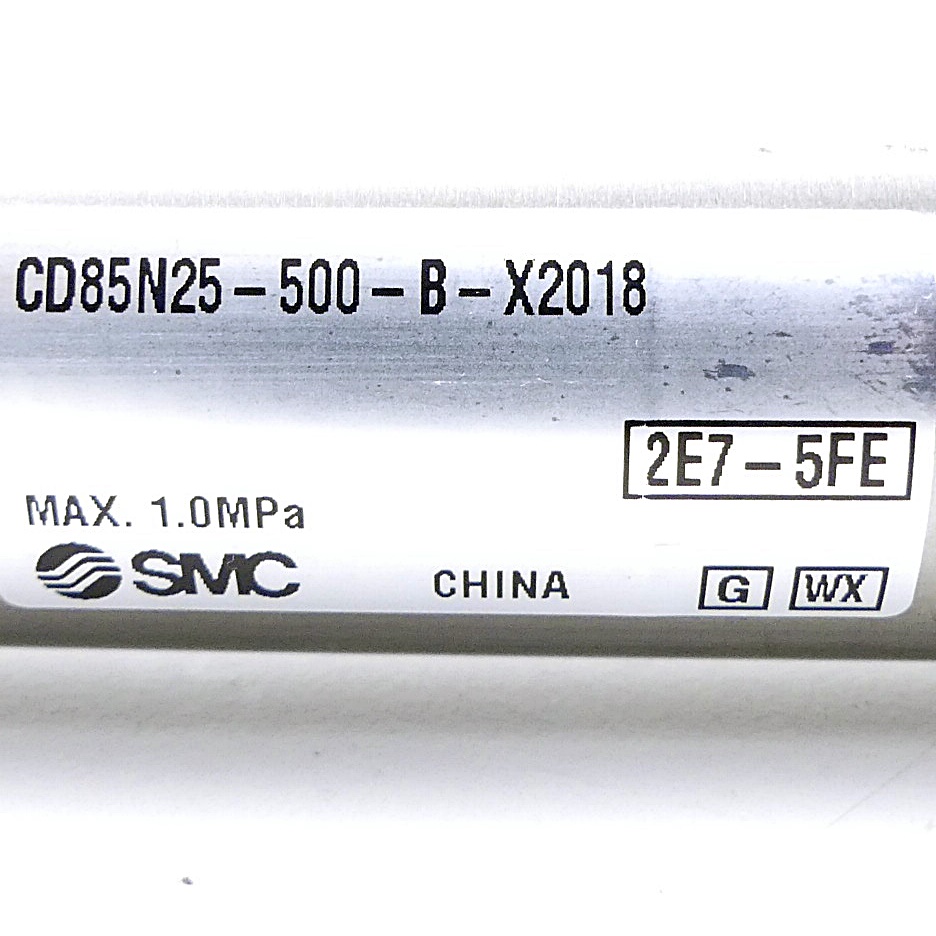 CD85N25-500-B-X2018
2E7-5FE
MAX. 1.0MPa
SMC CHINA G WX